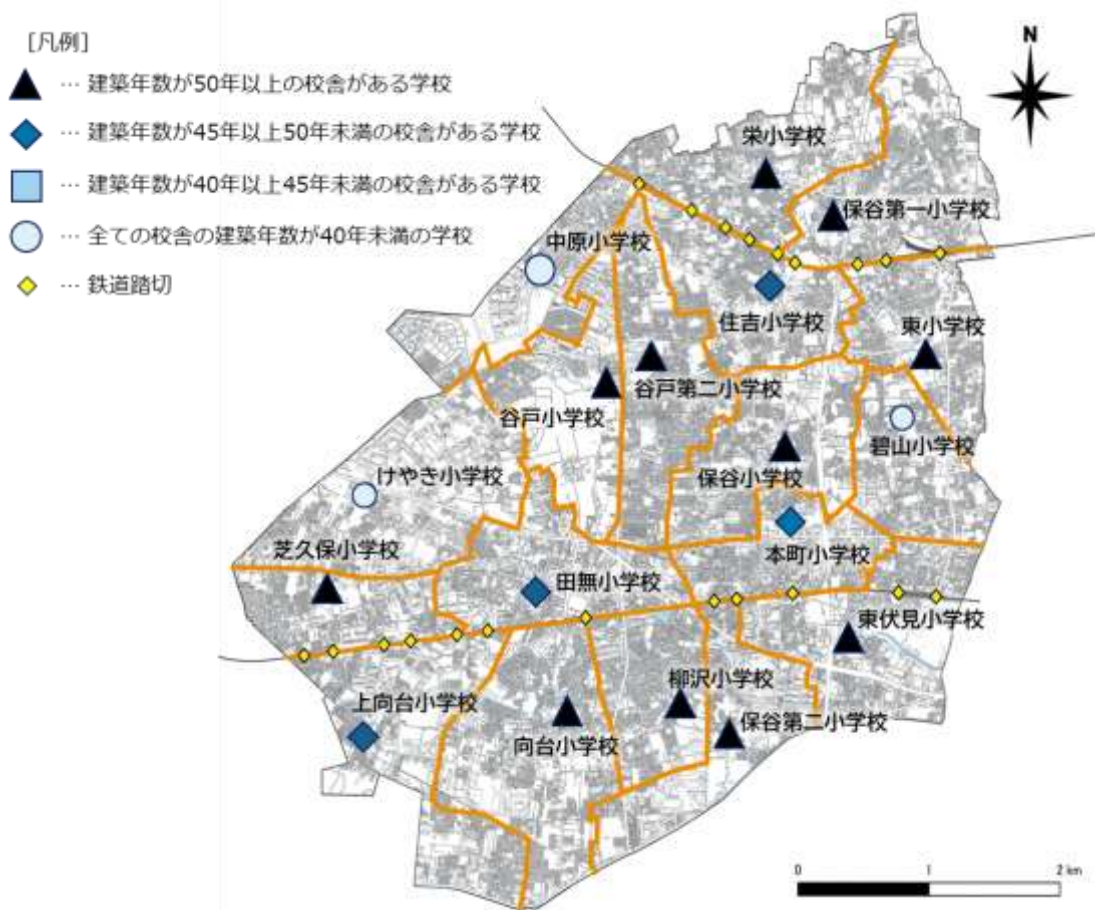 [凡例]
… 建築年数が50年以上の校舎がある学校
… 建築年数が45年以上50年未満の校舎がある学校
… 建築年数が40年以上45年未満の校舎がある学校
… 全ての校舎の建築年数が40年未満の学校
… 鉄道踏切
N
栄小学校
保谷第一小学校
中原小学校
住吉小学校
東小学校
谷戸第二小学校
谷戸小学校
碧山小学校
保谷小学校
けやき小学校
本町小学校
芝久保小学校
田無小学校
東伏見小学校
柳沢小学校
上向台小学校
保谷第二小学校
向台小学校
0 1 2 km